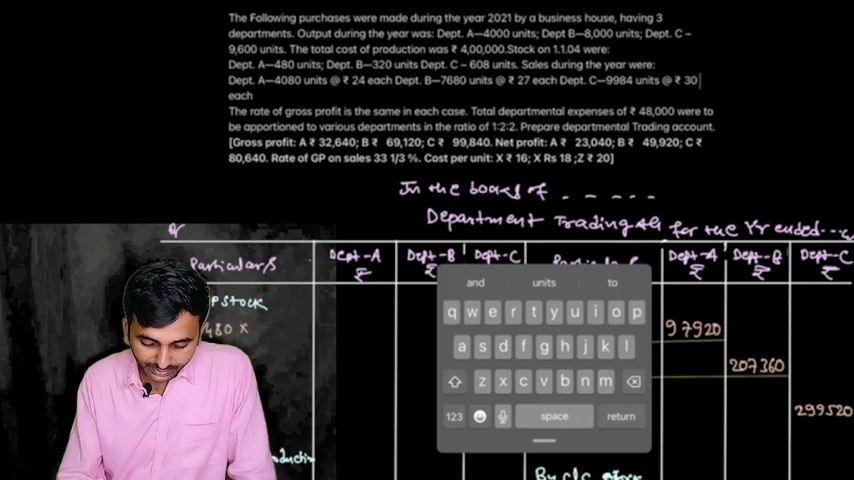 The Following purchases were made during the year 2021 by a business house, having 3
departments. Output during the year was: Dept. A—4000 units; Dept B—8,000 units; Dept. C –
9,600 units. The total cost of production was ₹ 4,00,000.Stock on 1.1.04 were:
Dept. A—480 units; Dept. B—320 units Dept. C – 608 units. Sales during the year were:
Dept. A—4080 units @ ₹ 24 each Dept. B—7680 units @ ₹ 27 each Dept. C—9984 units @ ₹ 30
each
The rate of gross profit is the same in each case. Total departmental expenses of ₹ 48,000 were to
be apportioned to various departments in the ratio of 1:2:2. Prepare departmental Trading account.
[Gross profit: A ₹ 32,640; B ₹ 69,120; C ₹ 99,840. Net profit: A ₹ 23,040; B ₹ 49,920; C ₹
80,640. Rate of GP on sales 33 1/3 %. Cost per unit: X ₹ 16; X Rs 18 ;Z ₹ 20]
In the books of - - - - - -
Department Trading a/c for the Yr ended...
Particulars Dept-A Dept-B Dept-C Dept-A Dept-B Dept-C
₹ ₹ ₹ ₹ ₹
stock
480 x
97920
207360
299520
By c/c stock
and units to
q w e r t y u i o p
a s d f g h j k l
z x c v b n m
123 space return